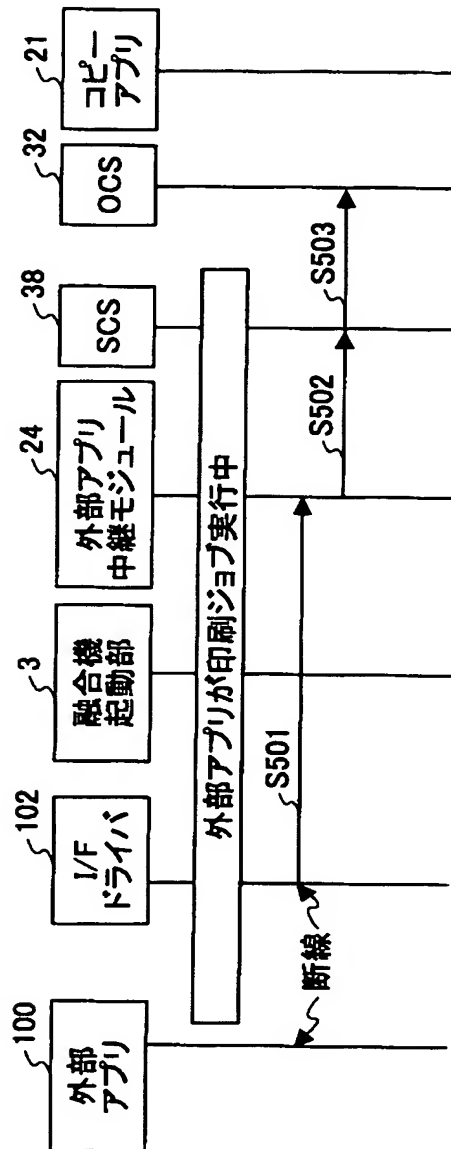 100
外部
アプリ
102
I/F
ドライバ
3
融合機
起動部
24
外部アプリ
中継モジュール
38
SCS
32
OCS
21
コピー
アプリ
外部アプリが印刷ジョブ実行中
断線
S501
S502
S503